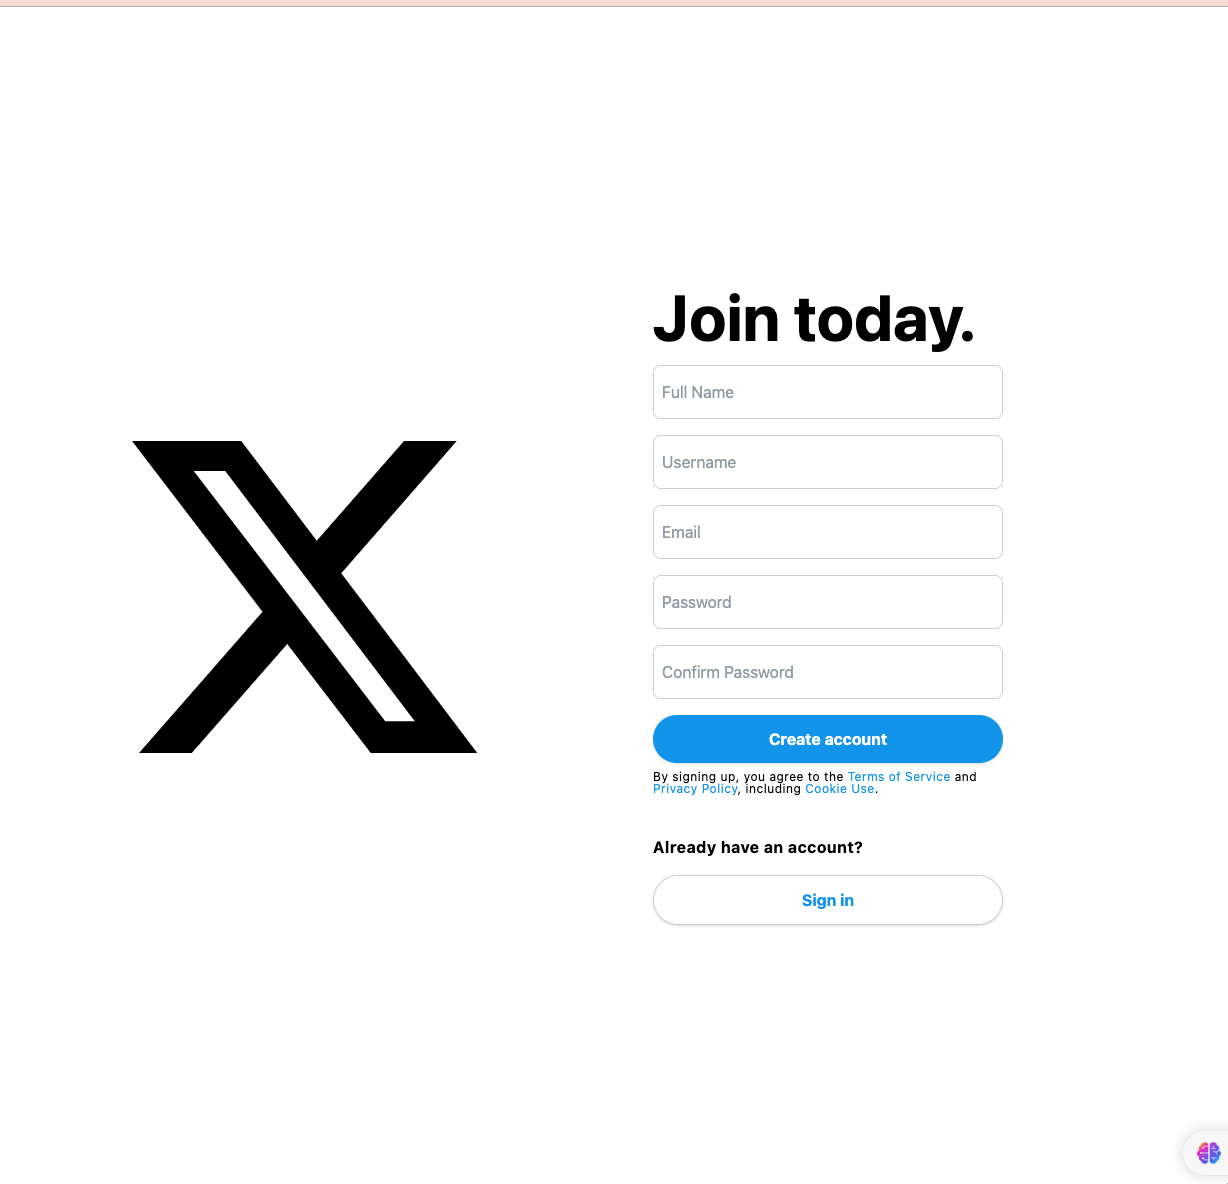 Join today.
Full Name
Username
Email
Password
Confirm Password
Create account
By signing up, you agree to the Terms of Service and
Privacy Policy, including Cookie Use.
Already have an account?
Sign in